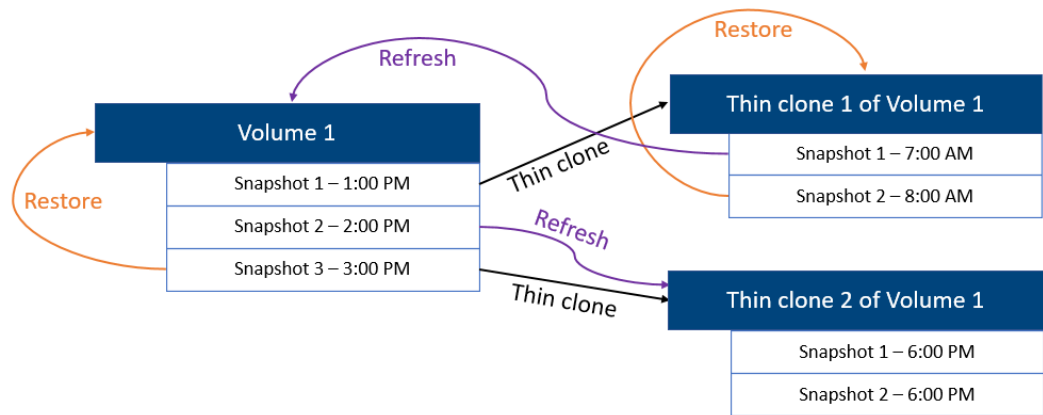 Restore
Refresh
Thin clone 1 of Volume 1
Volume 1
Thin clone
Snapshot 1 – 7:00 AM
Snapshot 1 – 1:00 PM
Snapshot 2 – 8:00 AM
Restore
Snapshot 2 – 2:00 PM
Refresh
Snapshot 3 – 3:00 PM
Thin clone
Thin clone 2 of Volume 1
Snapshot 1 – 6:00 PM
Snapshot 2 – 6:00 PM